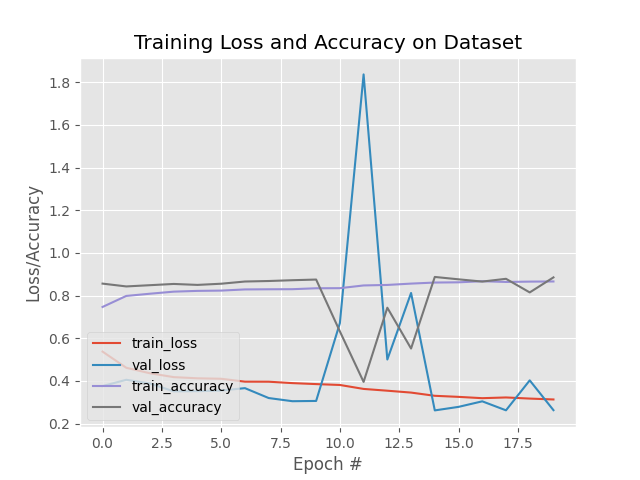 Training Loss and Accuracy on Dataset
Loss/Accuracy
1.8
1.6
1.4
1.2
1.0
0.8
0.6
0.4
0.2
train_loss
val_loss
train_accuracy
val_accuracy
0.0 2.5 5.0 7.5 10.0 12.5 15.0 17.5
Epoch #